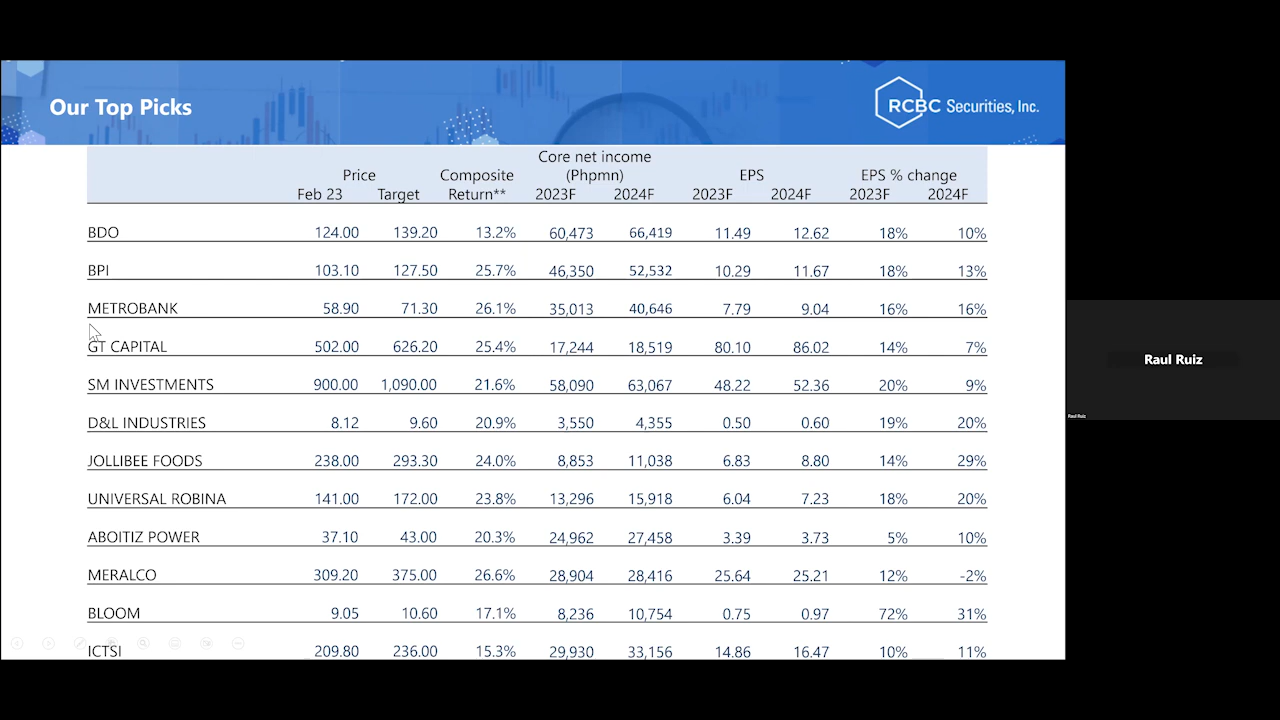 Our Top Picks
RCBC Securities, Inc.
Core net income
Price Composite (Phpmn) EPS EPS % change
Feb 23 Target Return** 2023F 2024F 2023F 2024F 2023F 2024F
BDO 124.00 139.20 13.2% 60,473 66,419 11.49 12.62 18% 10%
BPI 103.10 127.50 25.7% 46,350 52,532 10.29 11.67 18% 13%
METROBANK 58.90 71.30 26.1% 35,013 40,646 7.79 9.04 16% 16%
GT CAPITAL 502.00 626.20 25.4% 17,244 18,519 80.10 86.02 14% 7%
SM INVESTMENTS 900.00 1,090.00 21.6% 58,090 63,067 48.22 52.36 20% 9%
D&L INDUSTRIES 8.12 9.60 20.9% 3,550 4,355 0.50 0.60 19% 20%
JOLLIBEE FOODS 238.00 293.30 24.0% 8,853 11,038 6.83 8.80 14% 29%
UNIVERSAL ROBINA 141.00 172.00 23.8% 13,296 15,918 6.04 7.23 18% 20%
ABOITIZ POWER 37.10 43.00 20.3% 24,962 27,458 3.39 3.73 5% 10%
MERALCO 309.20 375.00 26.6% 28,904 28,416 25.64 25.21 12% -2%
BLOOM 9.05 10.60 17.1% 8,236 10,754 0.75 0.97 72% 31%
ICTSI 209.80 236.00 15.3% 29,930 33,156 14.86 16.47 10% 11%
Raul Ruiz
Raul Ruiz